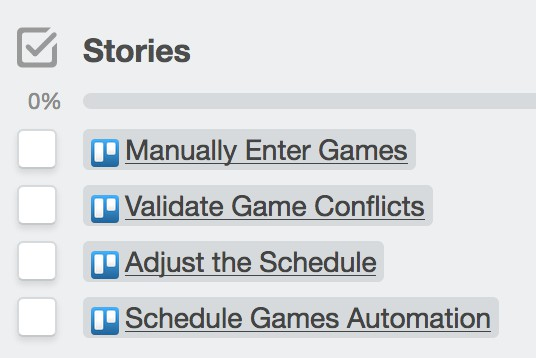 Stories
0%
Manually Enter Games
Validate Game Conflicts
Adjust the Schedule
Schedule Games Automation